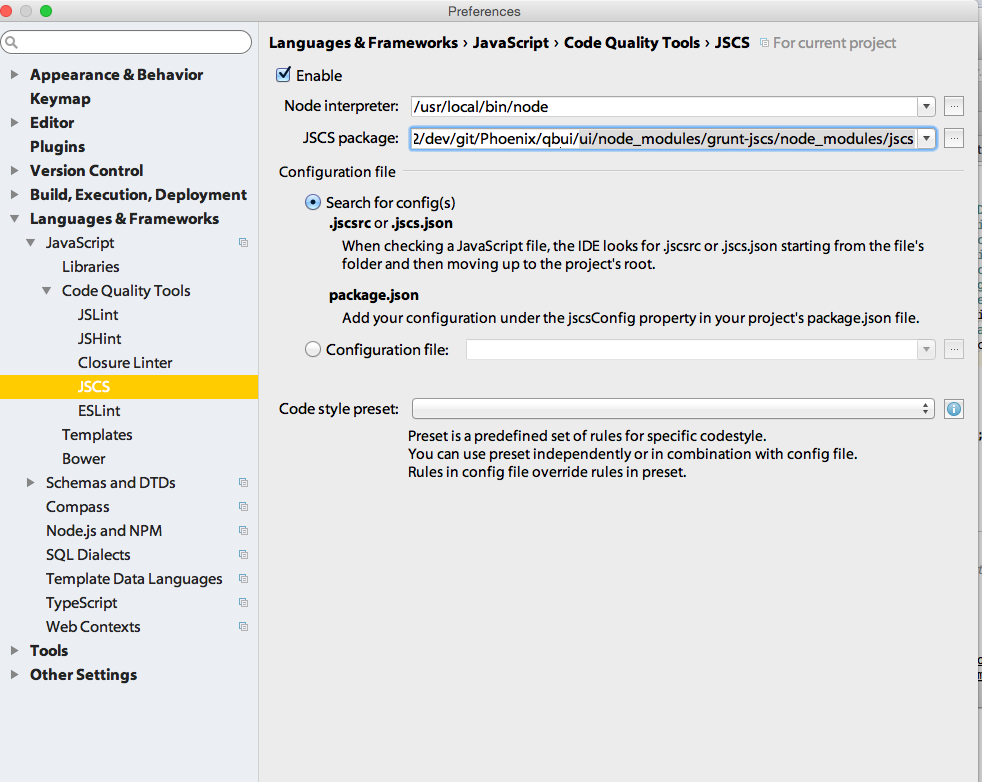 Preferences
Appearance & Behavior
Keymap
Editor
Plugins
Version Control
Build, Execution, Deployment
Languages & Frameworks
JavaScript
Libraries
Code Quality Tools
JSLint
JSHint
Closure Linter
JSCS
ESLint
Templates
Bower
Schemas and DTDs
Compass
Node.js and NPM
SQL Dialects
Template Data Languages
TypeScript
Web Contexts
Tools
Other Settings
Languages & Frameworks › JavaScript › Code Quality Tools › JSCS For current project
Enable
Node interpreter: /usr/local/bin/node
JSCS package: 2/dev/git/Phoenix/qbui/ui/node_modules/grunt-jscs/node_modules/jscs
Configuration file
Search for config(s)
.jscsrc or .jscs.json
When checking a JavaScript file, the IDE looks for .jscsrc or .jscs.json starting from the file's
folder and then moving up to the project's root.
package.json
Add your configuration under the jscsConfig property in your project's package.json file.
Configuration file:
Code style preset:
Preset is a predefined set of rules for specific codestyle.
You can use preset independently or in combination with config file.
Rules in config file override rules in preset.